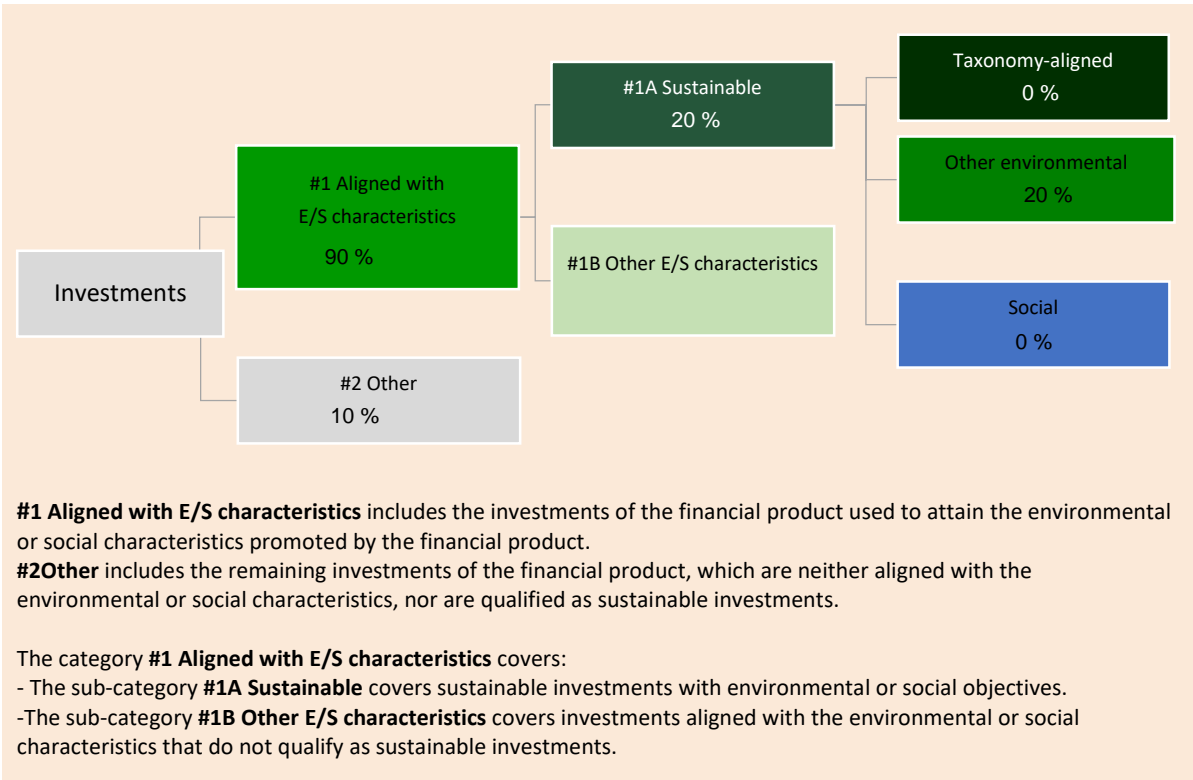 Investments
#1 Aligned with
E/S characteristics
90 %
#2 Other
10 %
#1A Sustainable
20 %
#1B Other E/S characteristics
Taxonomy-aligned
0 %
Other environmental
20 %
Social
0 %
#1 Aligned with E/S characteristics includes the investments of the financial product used to attain the environmental
or social characteristics promoted by the financial product.
#2Other includes the remaining investments of the financial product, which are neither aligned with the
environmental or social characteristics, nor are qualified as sustainable investments.
The category #1 Aligned with E/S characteristics covers:
- The sub-category #1A Sustainable covers sustainable investments with environmental or social objectives.
-The sub-category #1B Other E/S characteristics covers investments aligned with the environmental or social
characteristics that do not qualify as sustainable investments.